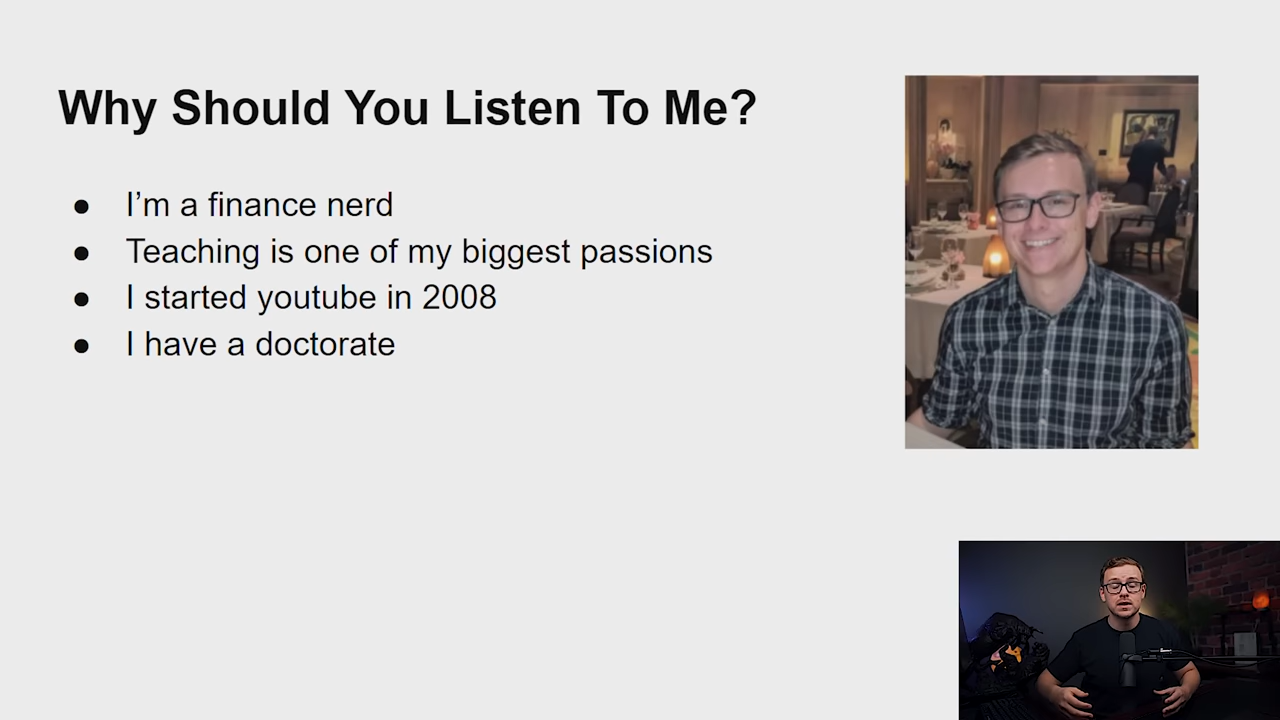 Why Should You Listen To Me?
● I’m a finance nerd
● Teaching is one of my biggest passions
● I started youtube in 2008
● I have a doctorate